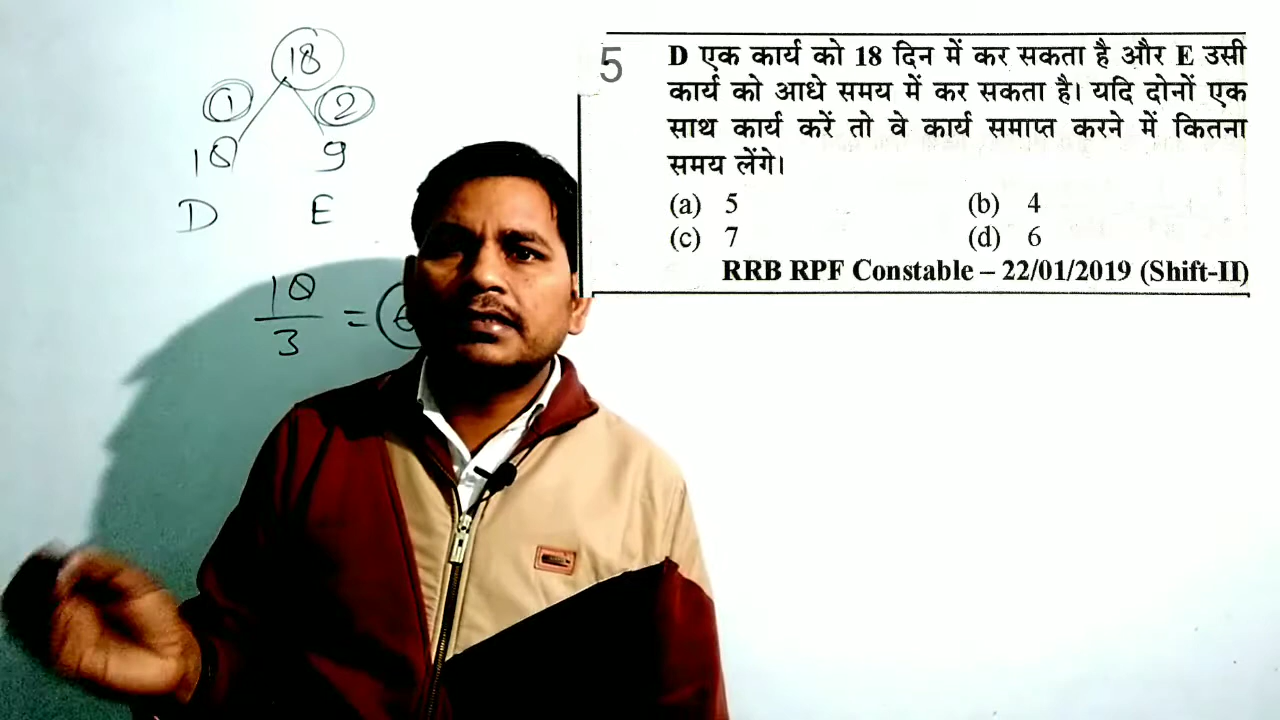 18
1 2
18 9
D E
18
3 =
5 D एक कार्य को 18 दिन में कर सकता है और E उसी
कार्य को आधे समय में कर सकता है। यदि दोनों एक
साथ कार्य करें तो वे कार्य समाप्त करने में कितना
समय लेंगे।
(a) 5 (b) 4
(c) 7 (d) 6
RRB RPF Constable – 22/01/2019 (Shift-II)